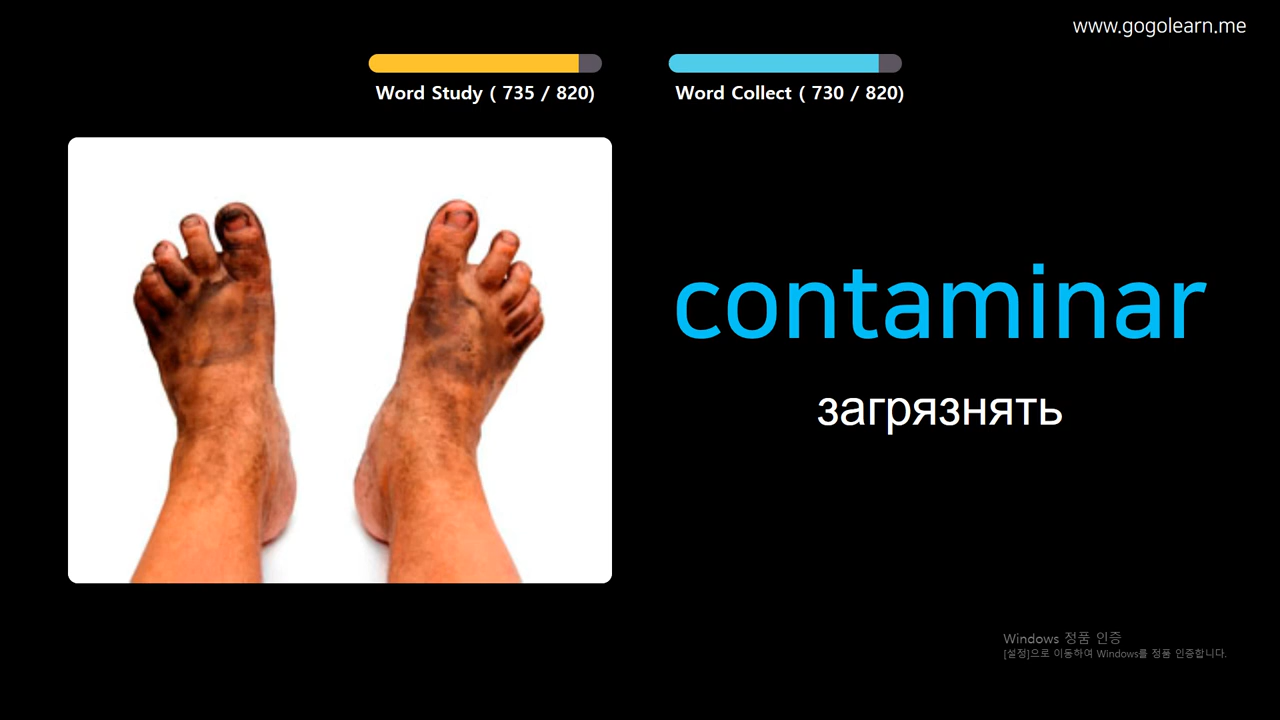 www.gogolearn.me
Word Study ( 735 / 820)
Word Collect ( 730 / 820)
contaminar
загрязнять
Windows 정품 인증
[설정]으로 이동하여 Windows를 정품 인증합니다.